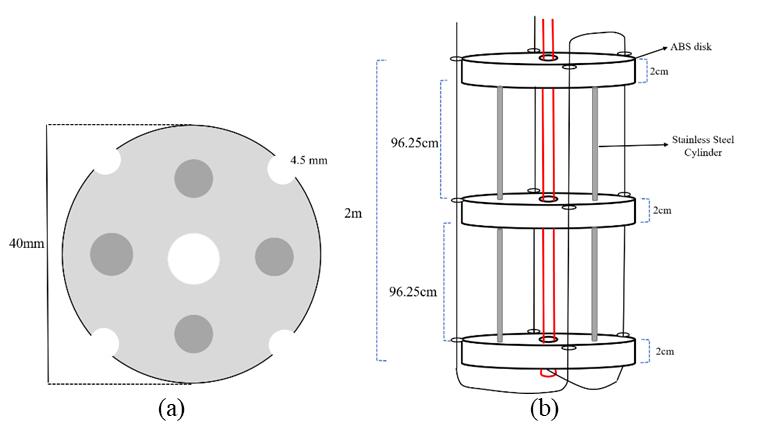 40mm
4.5 mm
(a)
2m
96.25cm
96.25cm
ABS disk
2cm
Stainless Steel
Cylinder
2cm
2cm
(b)